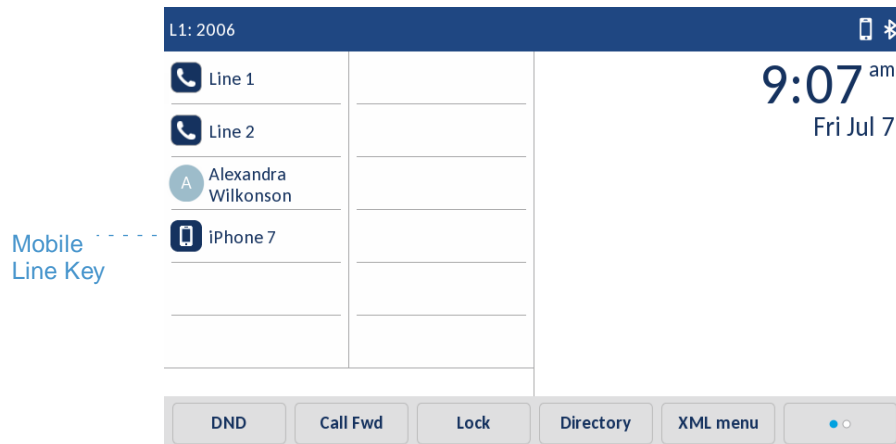 L1: 2006
9:07 am
Fri Jul 7
Line 1
Line 2
A
Alexandra
Wilkonson
iPhone 7
Mobile
Line Key
DND
Call Fwd
Lock
Directory
XML menu